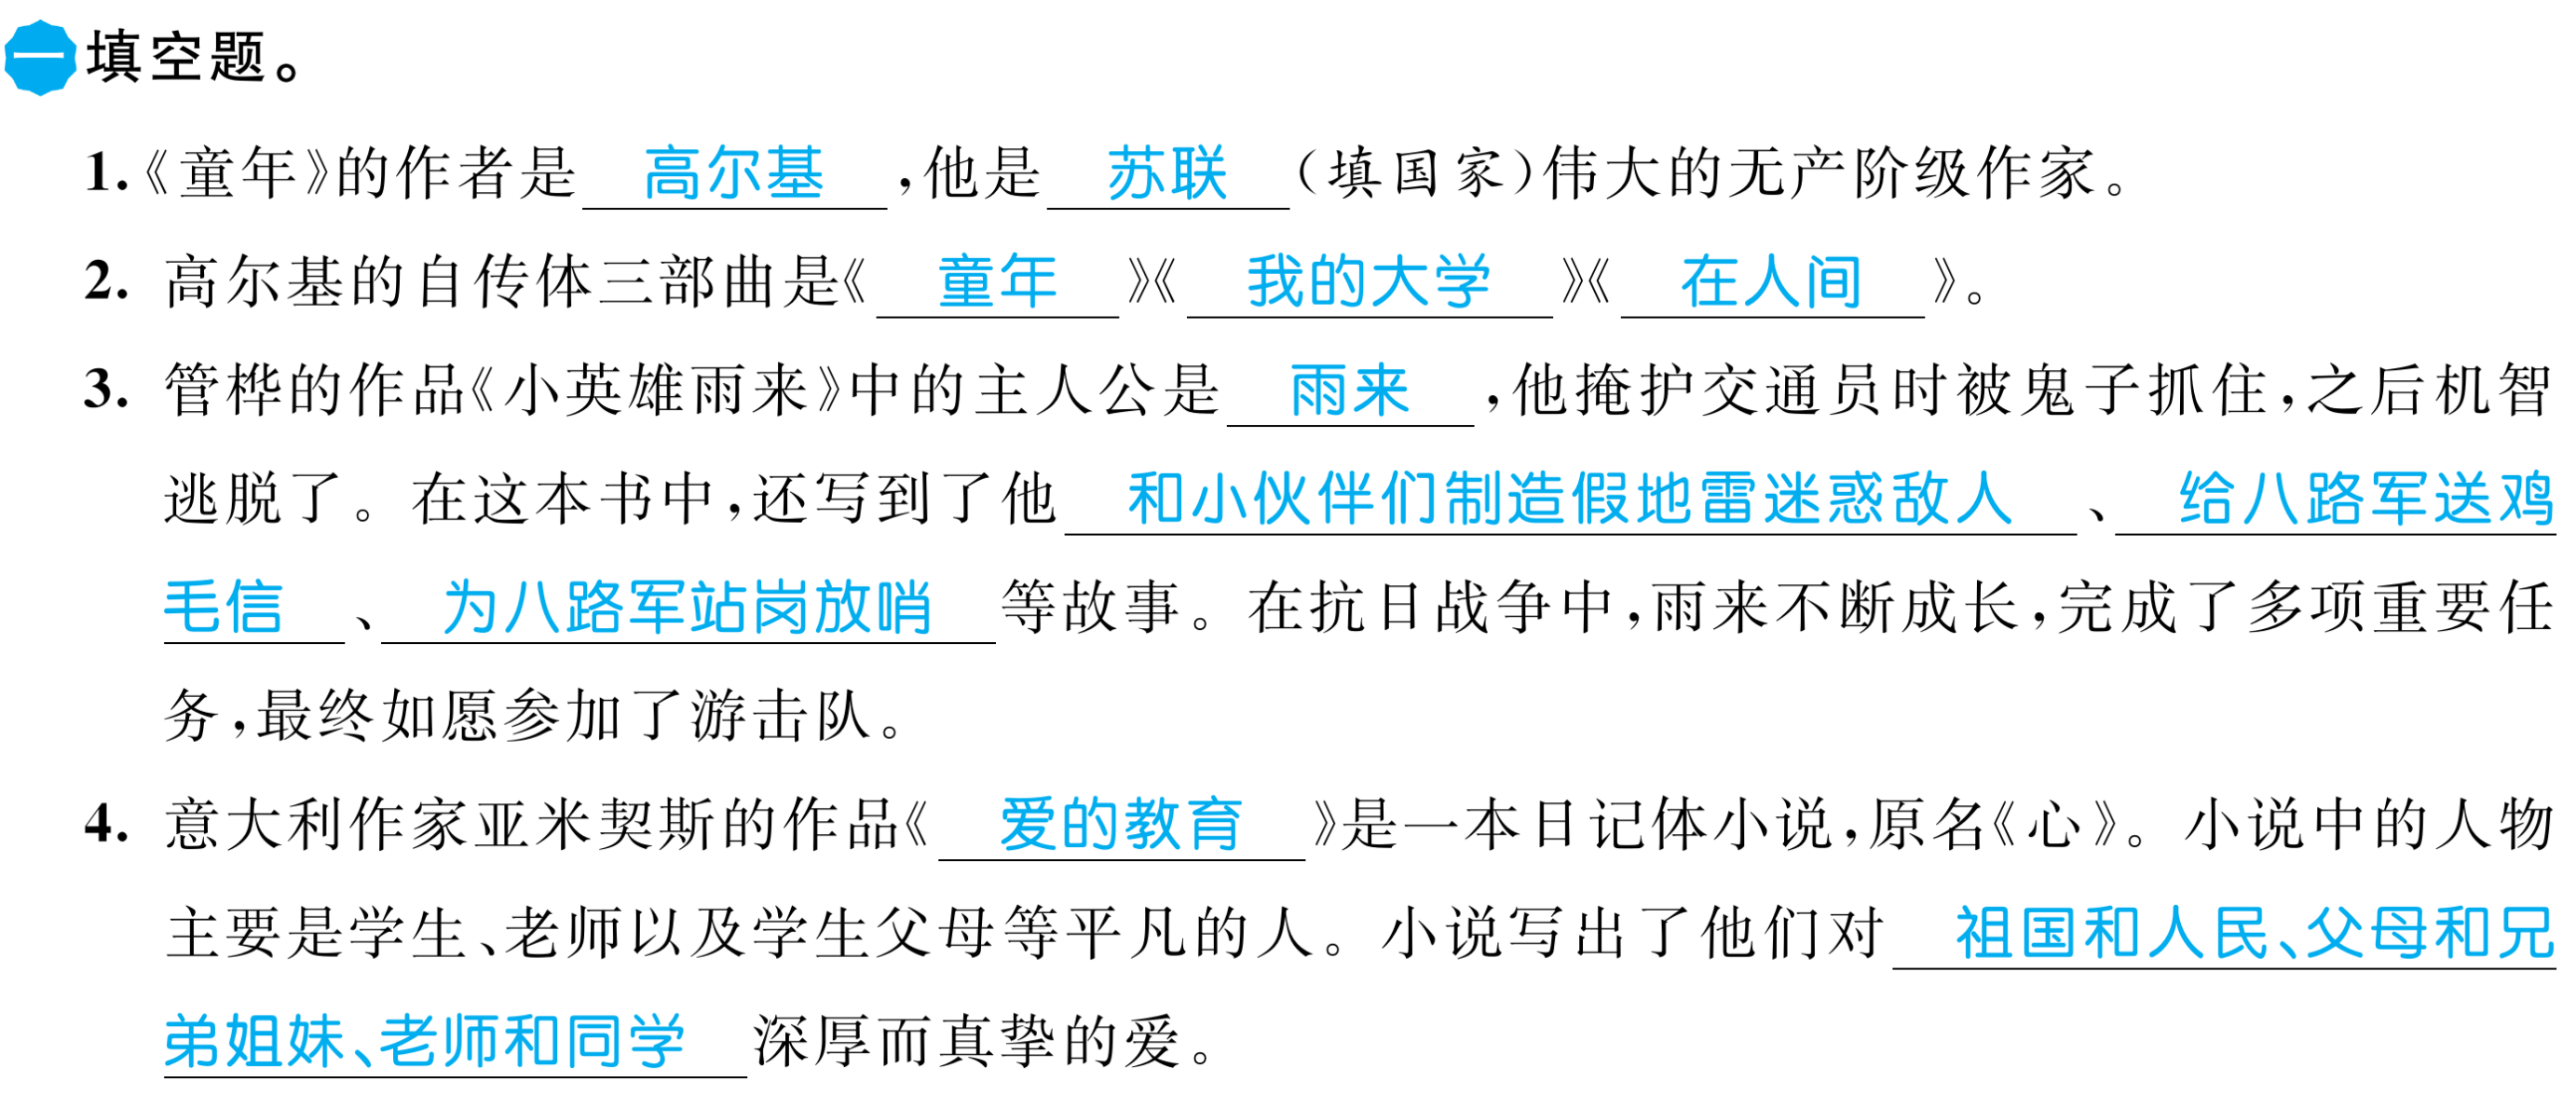 一 填空题。
1.《童年》的作者是 高尔基 ,他是 苏联 (填国家)伟大的无产阶级作家。
2. 高尔基的自传体三部曲是《 童年 》《 我的大学 》《 在人间 》。
3. 管桦的作品《小英雄雨来》中的主人公是 雨来 ,他掩护交通员时被鬼子抓住,之后机智
逃脱了。在这本书中,还写到了他 和小伙伴们制造假地雷迷惑敌人 、 给八路军送鸡
毛信 、 为八路军站岗放哨 等故事。在抗日战争中,雨来不断成长,完成了多项重要任
务,最终如愿参加了游击队。
4. 意大利作家亚米契斯的作品《 爱的教育 》是一本日记体小说,原名《心》。小说中的人物
主要是学生、老师以及学生父母等平凡的人。小说写出了他们对 祖国和人民、父母和兄
弟姐妹、老师和同学 深厚而真挚的爱。